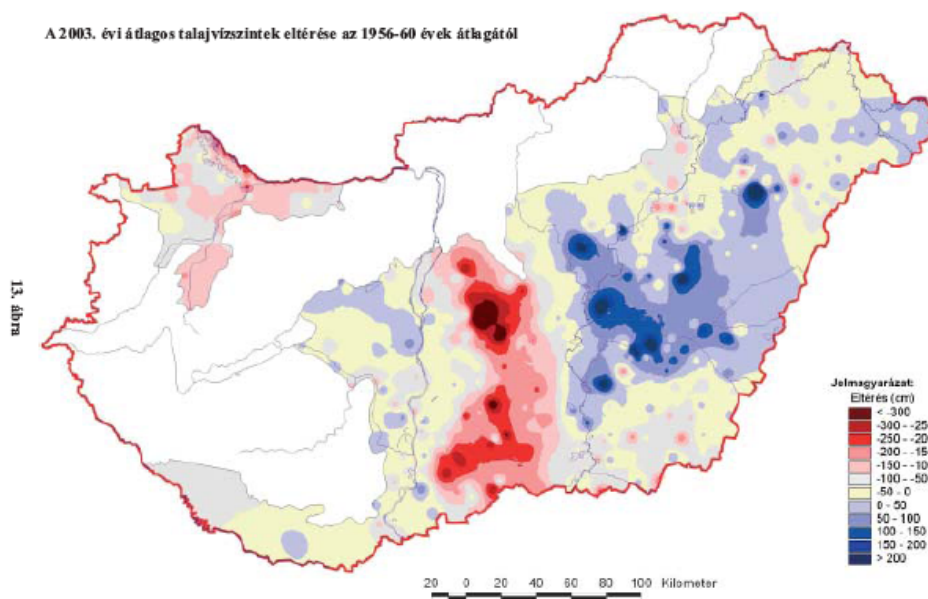 A 2003. évi átlagos talajvízszintek eltérése az 1956-60 évek átlagától
13. ábra
Jelmagyarázat:
Eltérés (cm)
< -300
-300 - -25
-250 - -20
-200 - -15
-150 - -10
-100 - -50
-50 - 0
0 - 50
50 - 100
100 - 150
150 - 200
> 200
20 0 20 40 60 80 100 Kilometer